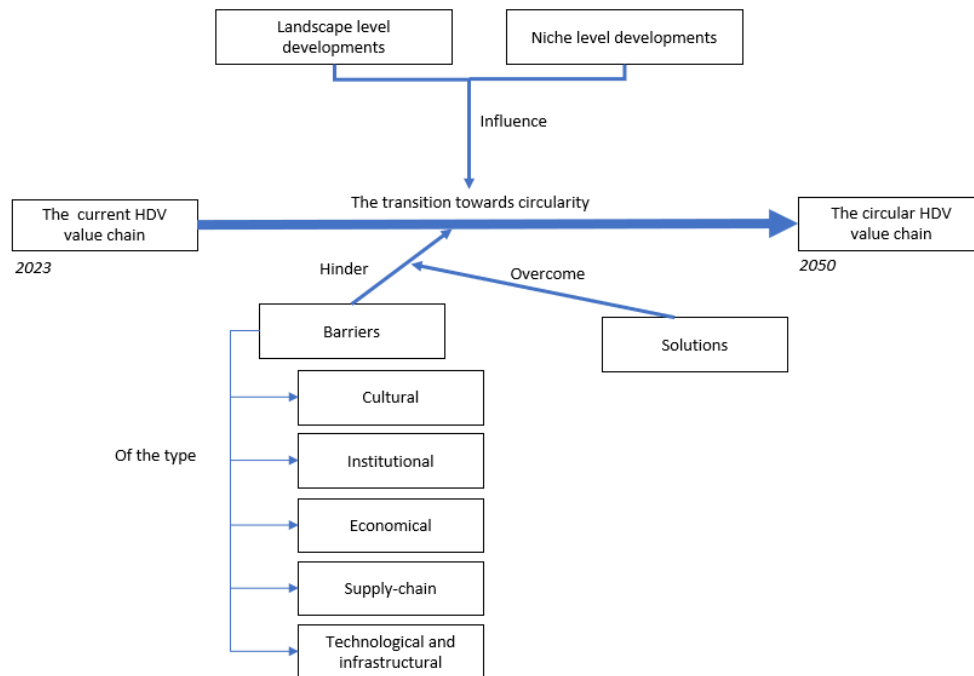 Landscape level
developments
Niche level developments
Influence
The transition towards circularity
The current HDV
value chain
The circular HDV
value chain
2023
2050
Hinder
Overcome
Barriers
Solutions
Cultural
Of the type
Institutional
Economical
Supply-chain
Technological and
infrastructural